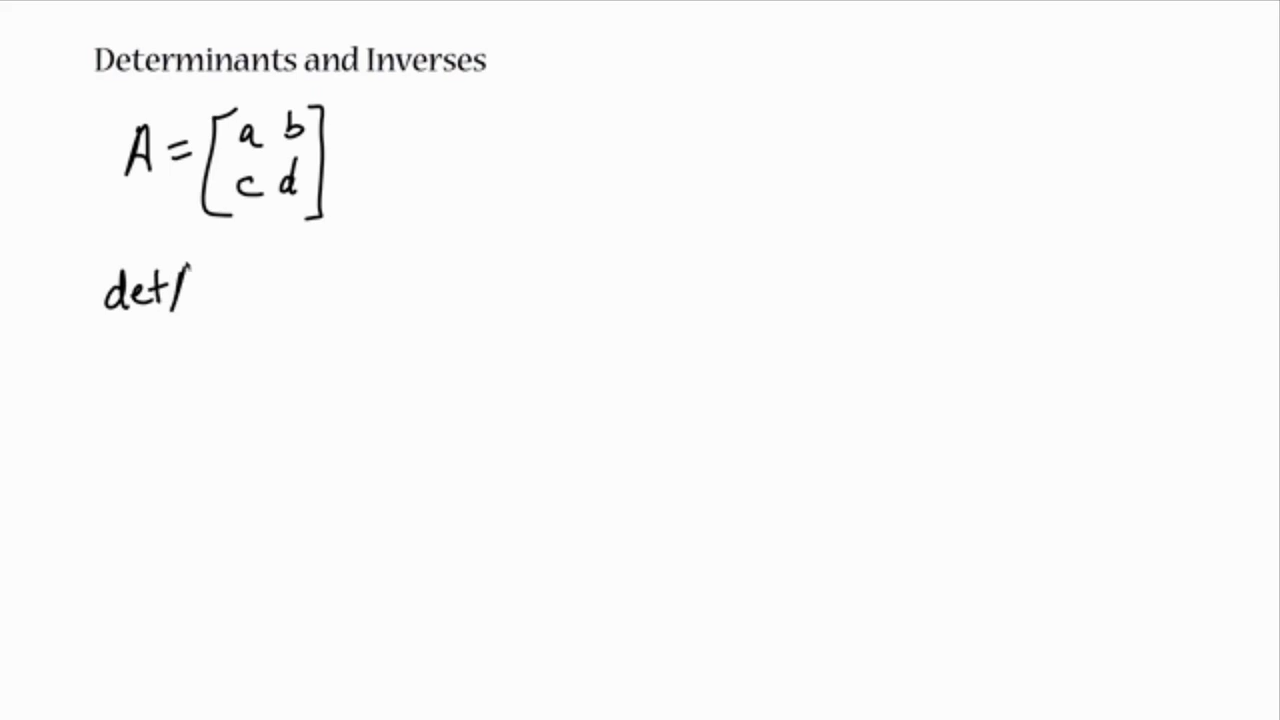 Determinants and Inverses
A = [a b
c d]
det